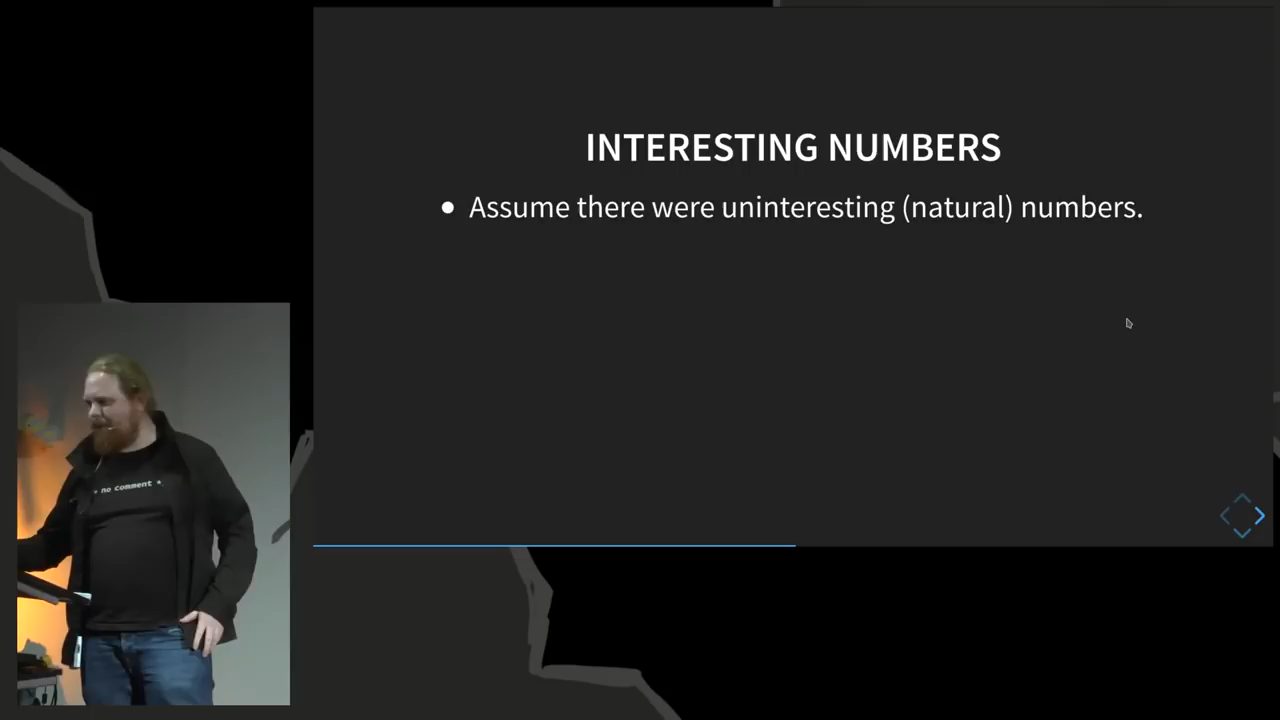 INTERESTING NUMBERS
• Assume there were uninteresting (natural) numbers.
* no comment *